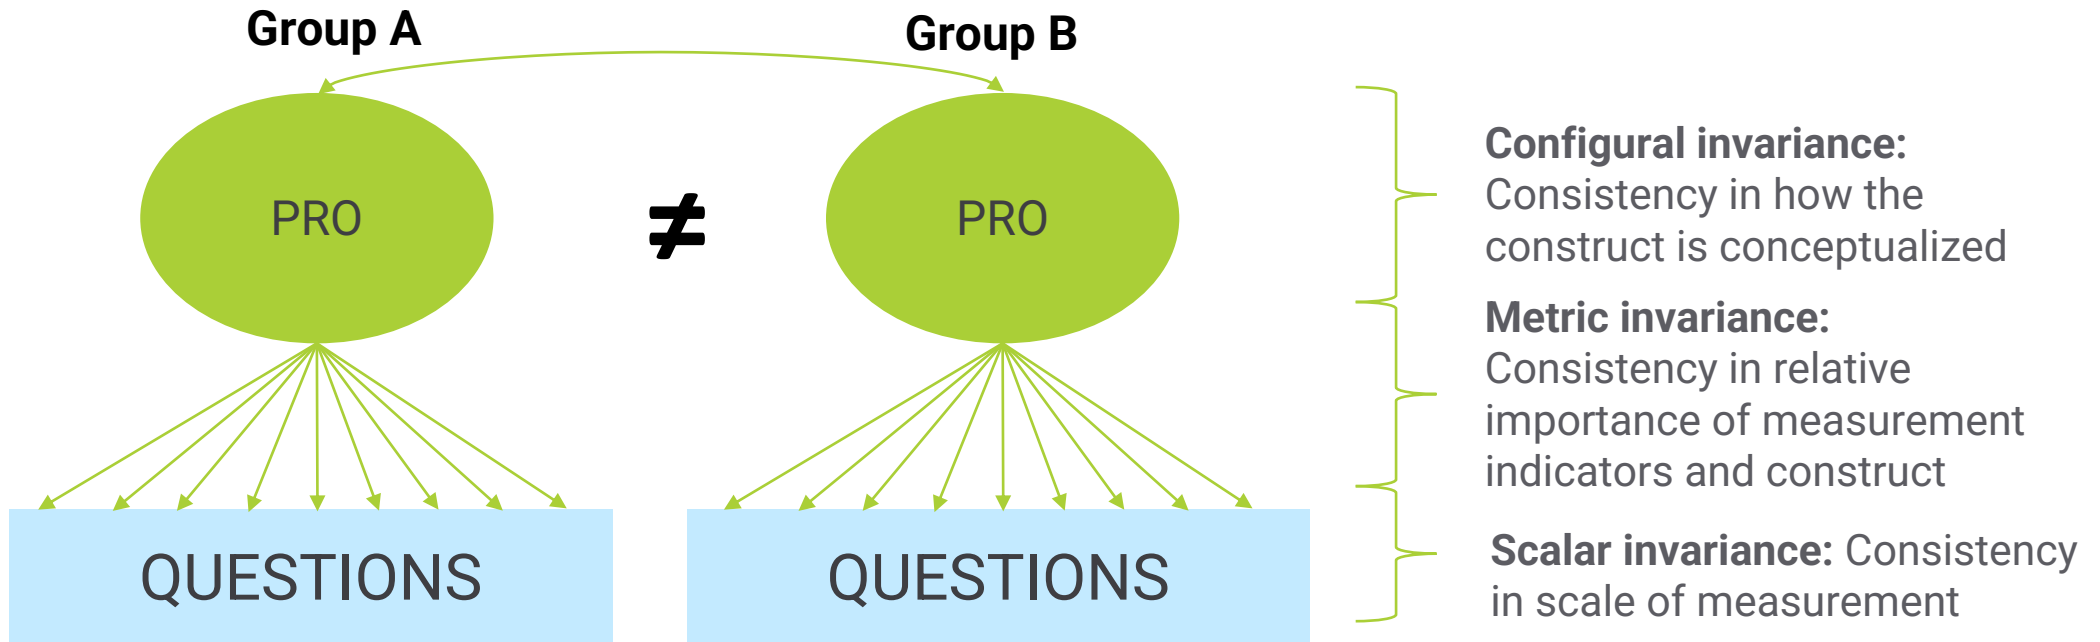 Group A
Group B
PRO
≠
PRO
QUESTIONS
QUESTIONS
Configural invariance:
Consistency in how the
construct is conceptualized
Metric invariance:
Consistency in relative
importance of measurement
indicators and construct
Scalar invariance: Consistency
in scale of measurement